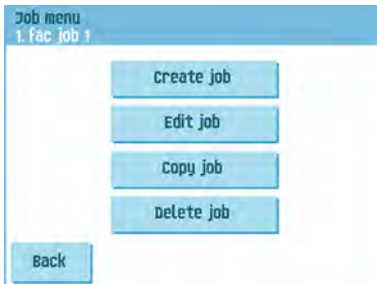 Job menu
1. Fac job 1
Create job
Edit job
Copy job
Delete job
Back